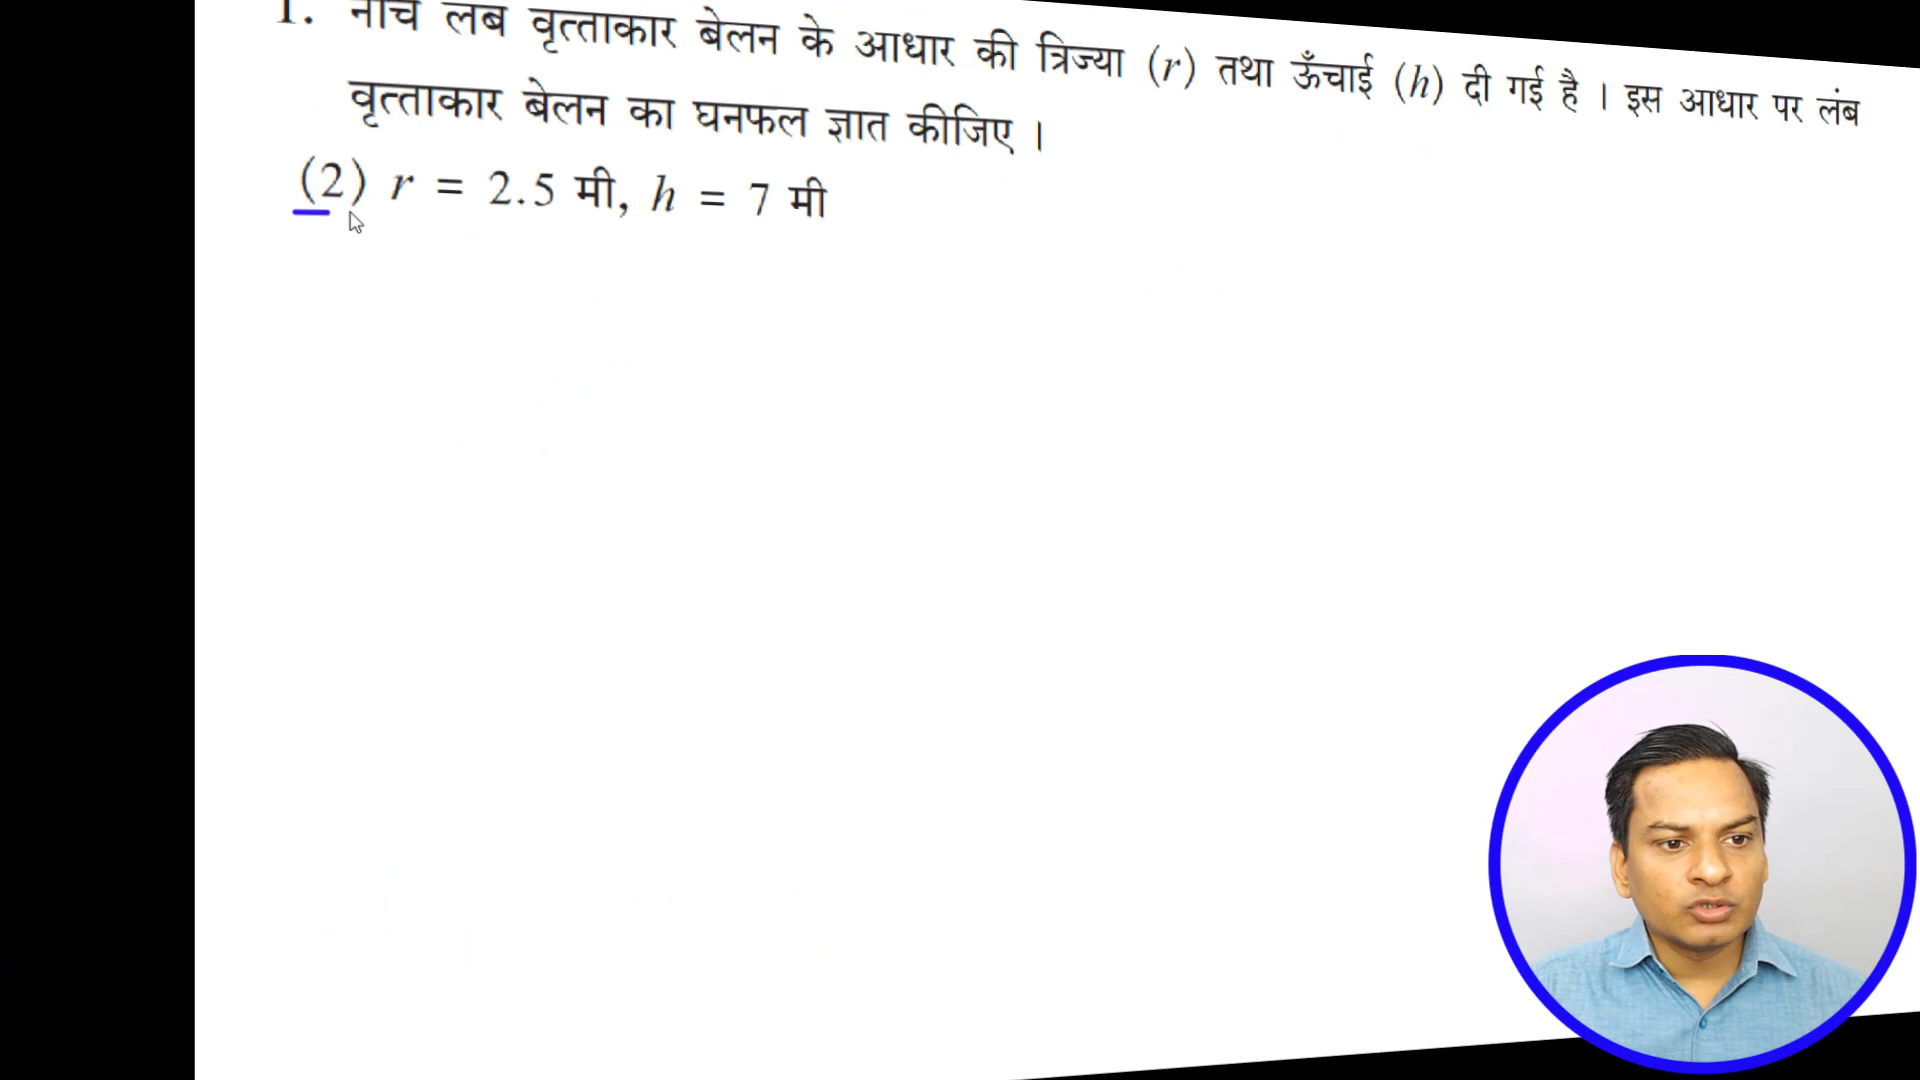 1. नीचे लंब वृत्ताकार बेलन के आधार की त्रिज्या (r) तथा ऊँचाई (h) दी गई है । इस आधार पर लंब
वृत्ताकार बेलन का घनफल ज्ञात कीजिए ।
(2) r = 2.5 मी, h = 7 मी